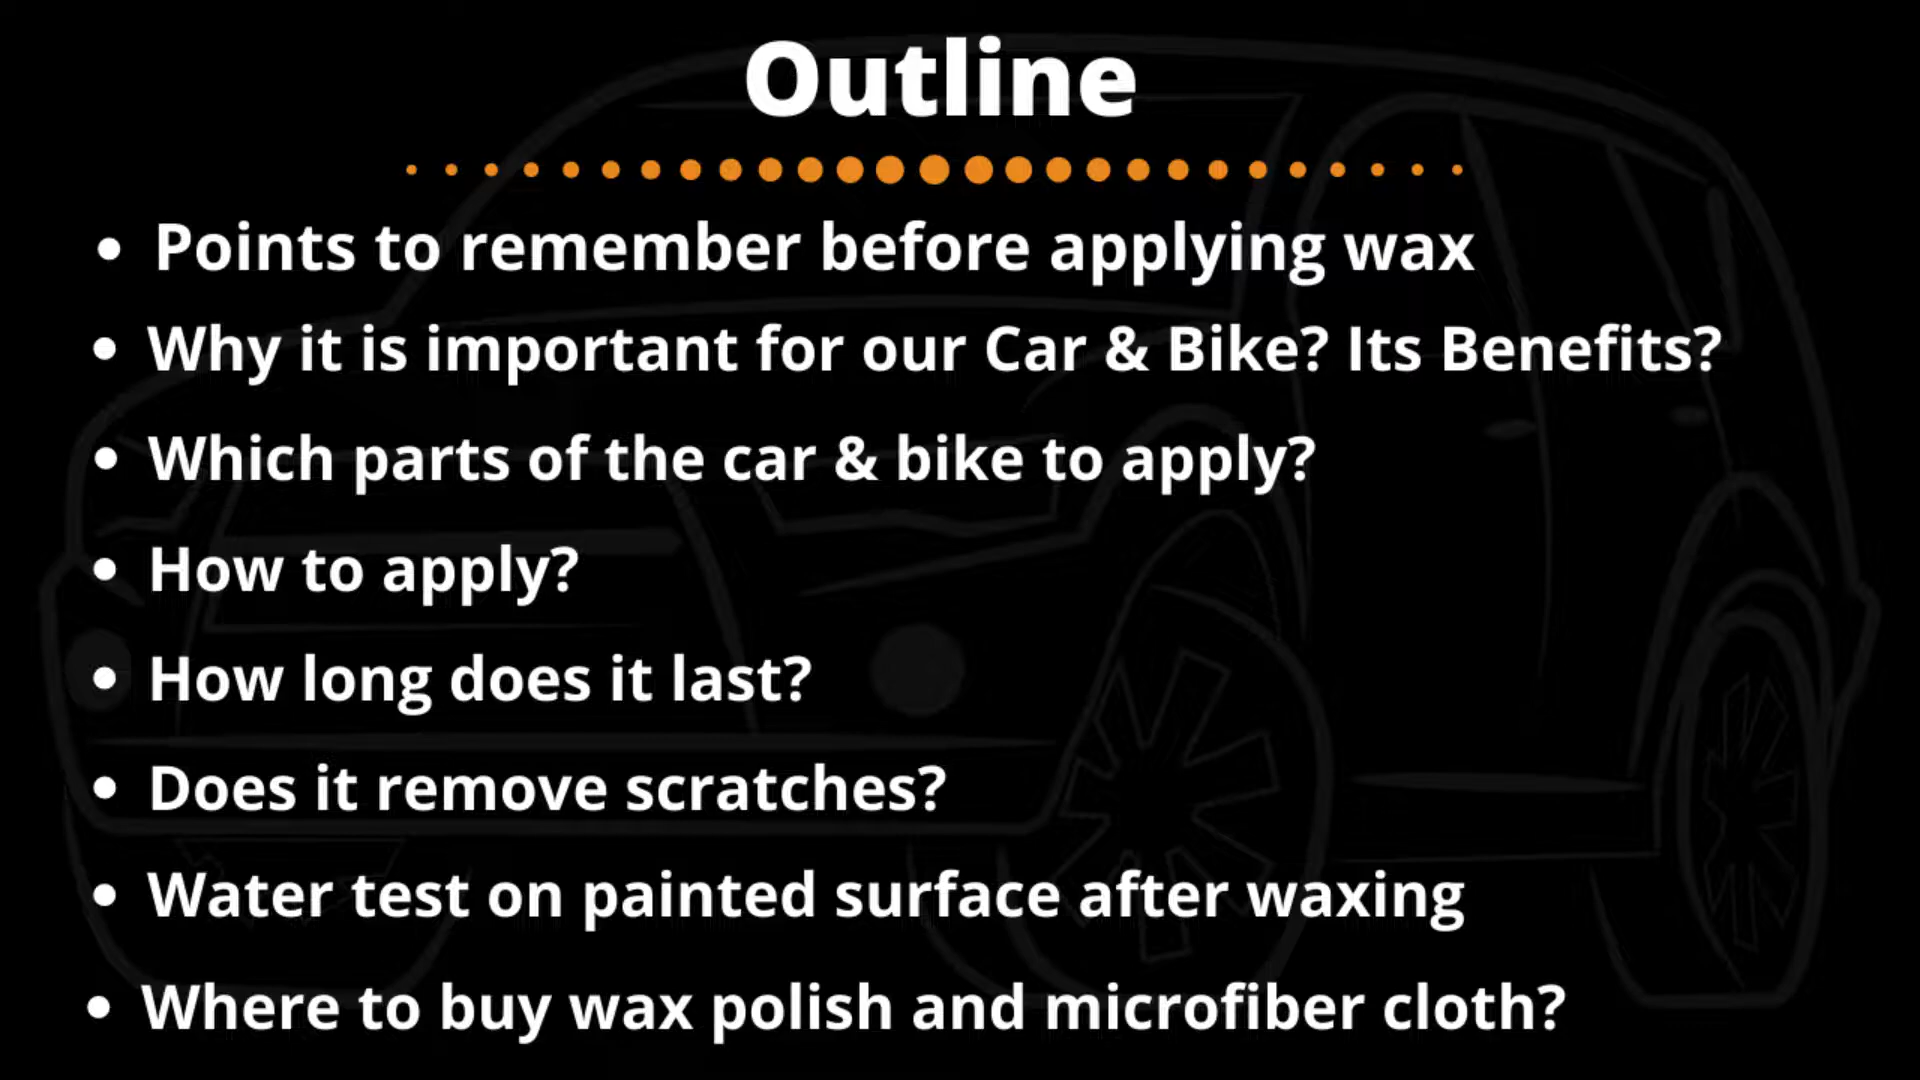 Outline
• Points to remember before applying wax
• Why it is important for our Car & Bike? Its Benefits?
• Which parts of the car & bike to apply?
• How to apply?
• How long does it last?
• Does it remove scratches?
• Water test on painted surface after waxing
• Where to buy wax polish and microfiber cloth?